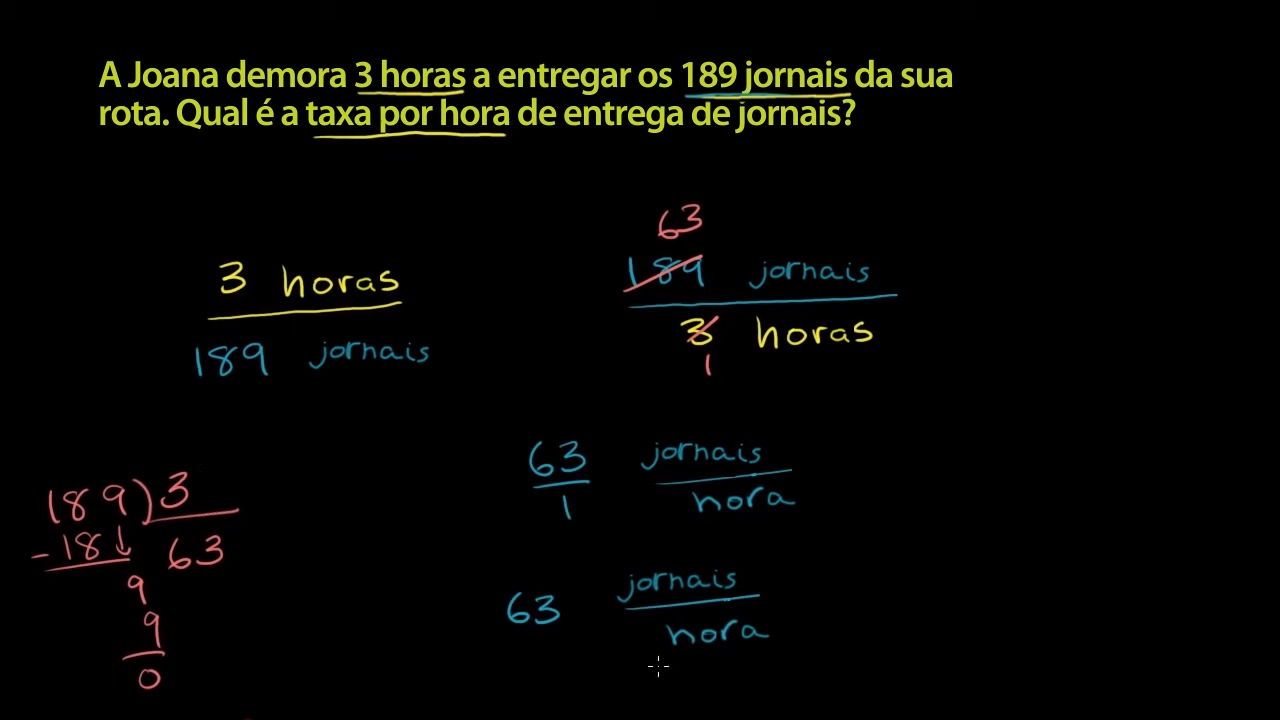 A Joana demora 3 horas a entregar os 189 jornais da sua
rota. Qual é a taxa por hora de entrega de jornais?
3 horas
189 jornais
63
189 jornais
3 horas
1
63 jornais
1 hora
63 jornais
hora
189) 3
-18↓ 63
9
9
0